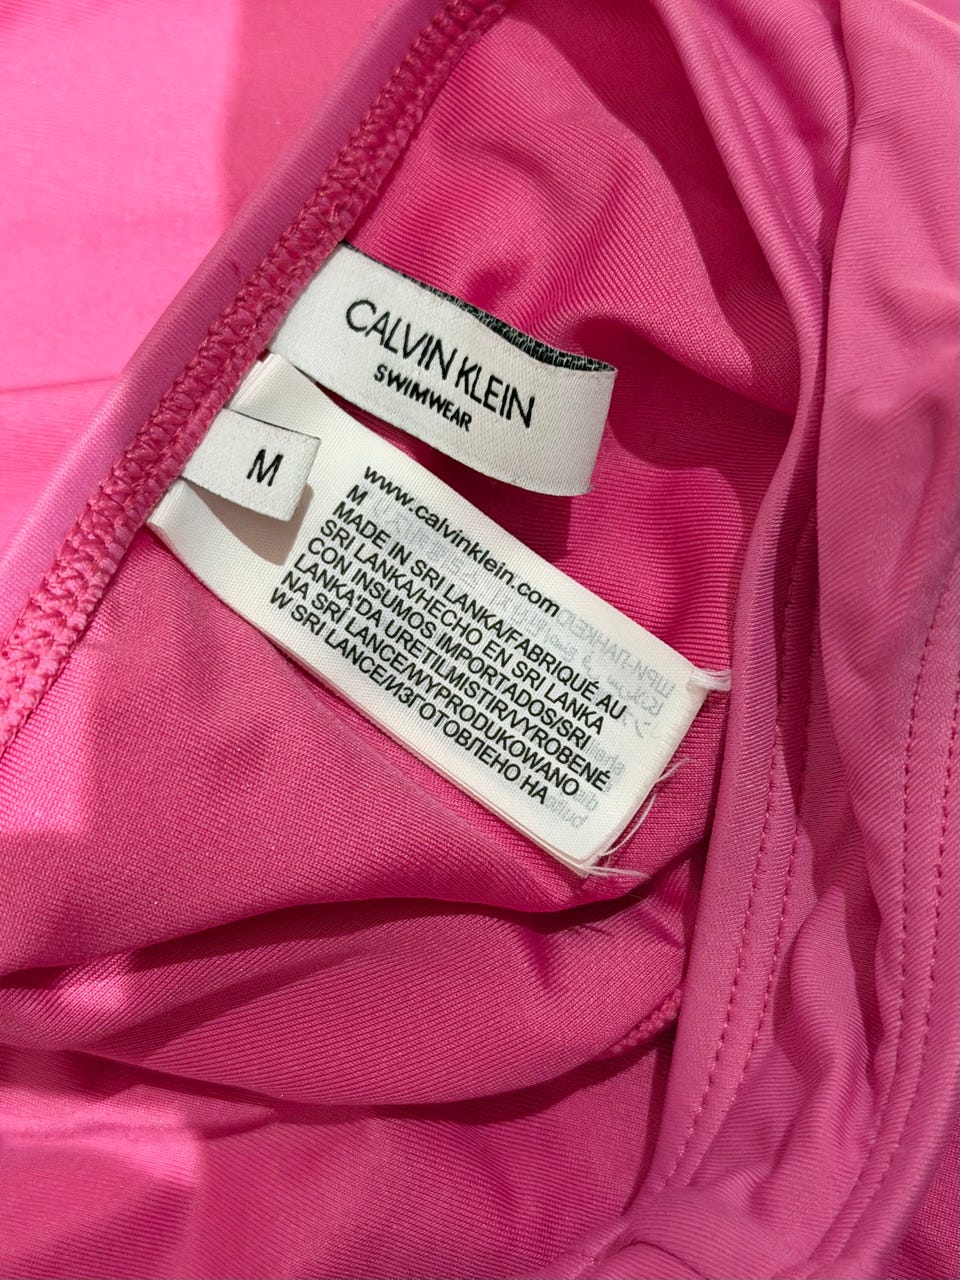 CALVIN KLEIN
SWIMWEAR
M
www.calvinklein.com
M
MADE IN SRI LANKA/FABRIQUÉ AU
SRI LANKA/HECHO EN SRI LANKA
CON INSUMOS IMPORTADOS/SRI
LANKA'DA URETILMISTIR/VYROBENÉ
NA SRI LANCE/WYPRODUKOWANO
W SRI LANCE/ИЗГОТОВЛЕНО НА